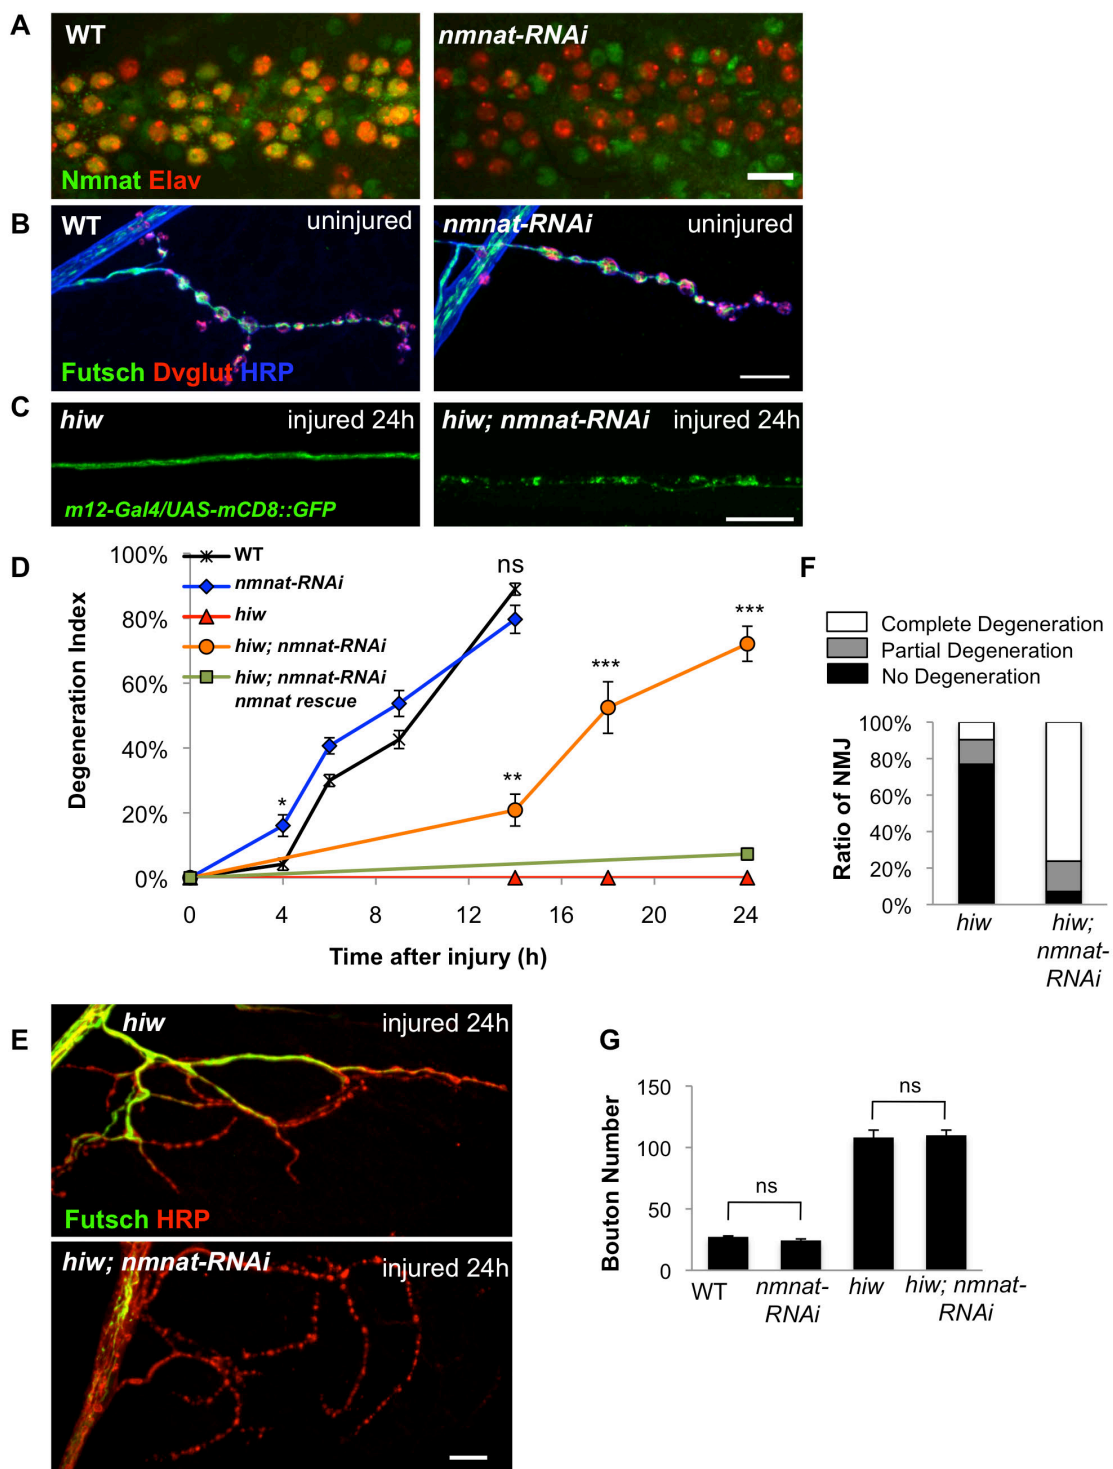 A
WT
nmnat-RNAi
Nmnat Elav
B
WT
uninjured
nmnat-RNAi
uninjured
Futsch Dvglut HRP
C
hiw
injured 24h
hiw; nmnat-RNAi
injured 24h
m12-Gal4/UAS-mCD8::GFP
D
100%
80%
60%
40%
20%
0%
Degeneration Index
WT
nmnat-RNAi
hiw
hiw; nmnat-RNAi
hiw; nmnat-RNAi
nmnat rescue
ns
*
**
***
***
0
4
8
12
16
20
24
Time after injury (h)
F
Complete Degeneration
Partial Degeneration
No Degeneration
100%
80%
60%
40%
20%
0%
Ratio of NMJ
hiw
hiw;
nmnat-
RNAi
E
hiw
injured 24h
Futsch HRP
hiw; nmnat-RNAi
injured 24h
G
150
100
50
0
Bouton Number
ns
ns
WT
nmnat-
RNAi
hiw
hiw; nmnat-
RNAi